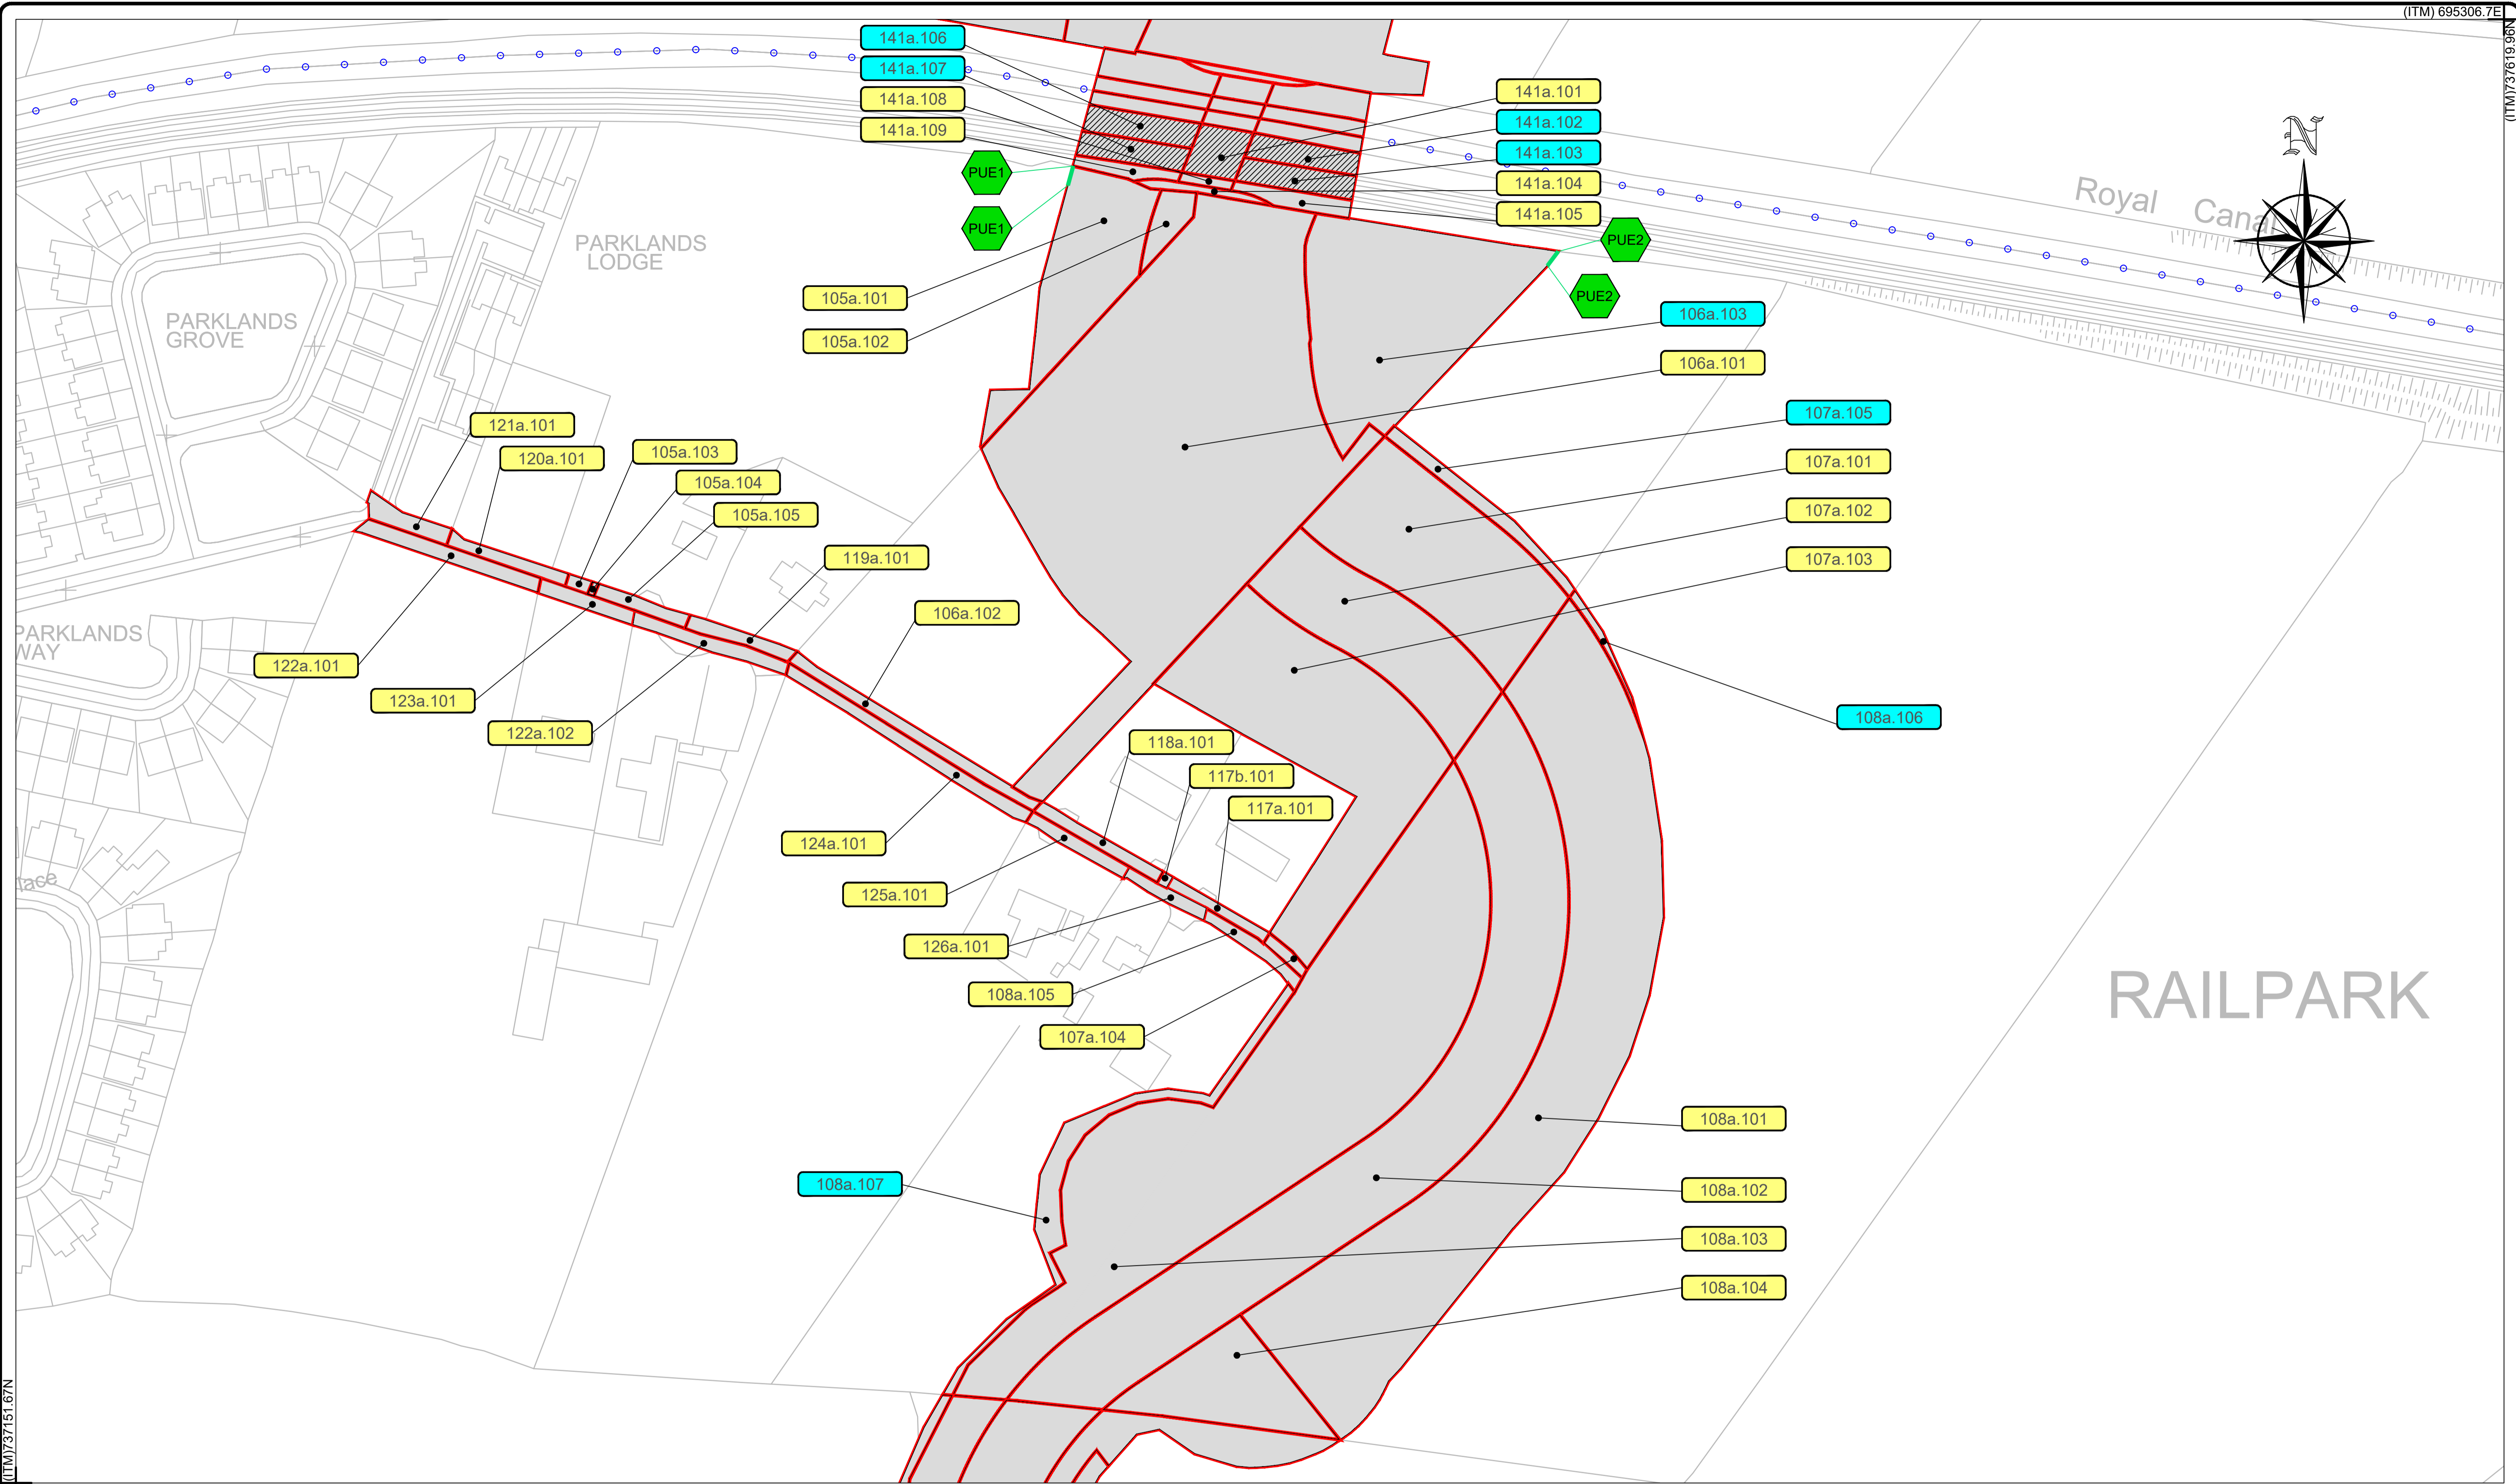 (ITM) 695306.7E
(ITM)737619.96N
141a.106
141a.107
141a.108
141a.109
141a.101
141a.102
141a.103
141a.104
141a.105
N
Royal Canal
PUE1
PUE1
PUE2
PUE2
PARKLANDS
LODGE
PARKLANDS
GROVE
105a.101
105a.102
106a.103
106a.101
107a.105
107a.101
107a.102
107a.103
121a.101
120a.101
105a.103
105a.104
105a.105
119a.101
106a.102
PARKLANDS
WAY
122a.101
123a.101
122a.102
108a.106
118a.101
117b.101
117a.101
124a.101
125a.101
126a.101
108a.105
107a.104
lace
RAILPARK
108a.101
108a.102
108a.103
108a.104
108a.107
(ITM)737151.67N